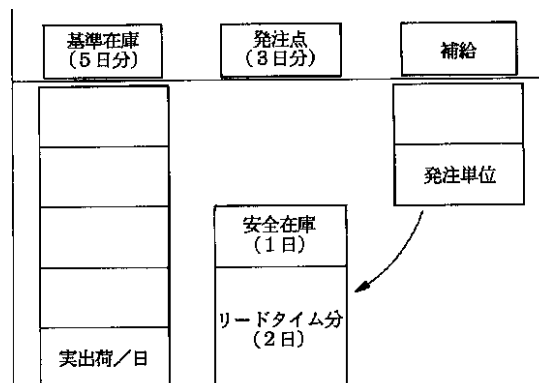 基準在庫
(5日分)
発注点
(3日分)
補給
発注単位
安全在庫
(1日)
リードタイム分
(2日)
実出荷/日